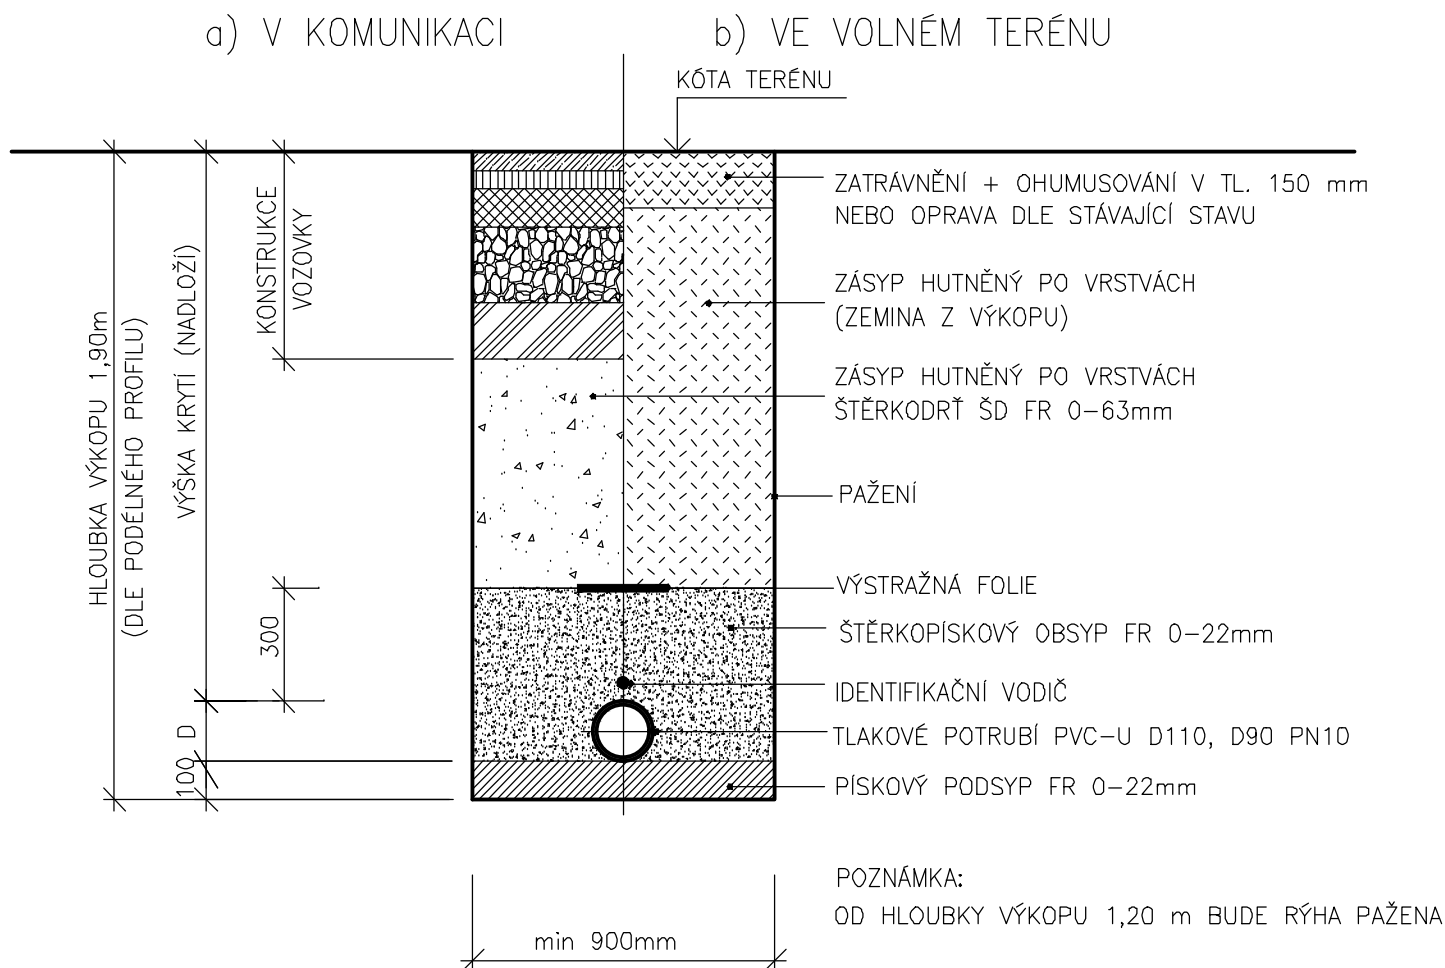 a) V KOMUNIKACI
b) VE VOLNÉM TERÉNU
KÓTA TERÉNU
HLOUBKA VÝKOPU 1,90m
(DLE PODÉLNÉHO PROFILU)
VÝŠKA KRYTÍ (NADLOŽÍ)
KONSTRUKCE
VOZOVKY
300
D
100
ZATRÁVNĚNÍ + OHUMUSOVÁNÍ V TL. 150 mm
NEBO OPRAVA DLE STÁVAJÍCÍ STAVU
ZÁSYP HUTNĚNÝ PO VRSTVÁCH
(ZEMINA Z VÝKOPU)
ZÁSYP HUTNĚNÝ PO VRSTVÁCH
ŠTĚRKODRŤ ŠD FR 0-63mm
PAŽENÍ
VÝSTRAŽNÁ FOLIE
ŠTĚRKOPÍSKOVÝ OBSYP FR 0-22mm
IDENTIFIKAČNÍ VODIČ
TLAKOVÉ POTRUBÍ PVC-U D110, D90 PN10
PÍSKOVÝ PODSYP FR 0-22mm
POZNÁMKA:
OD HLOUBKY VÝKOPU 1,20 m BUDE RÝHA PAŽENA
min 900mm